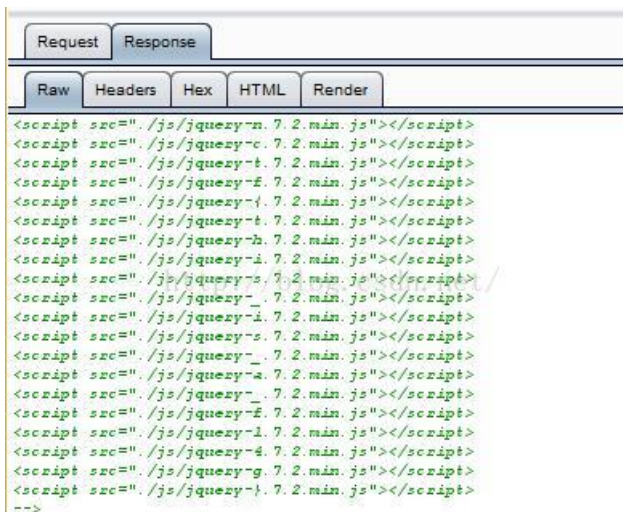 Request Response
Raw Headers Hex HTML Render
<script src="./js/jquery-n.7.2.min.js"></script>
<script src="./js/jquery-c.7.2.min.js"></script>
<script src="./js/jquery-t.7.2.min.js"></script>
<script src="./js/jquery-f.7.2.min.js"></script>
<script src="./js/jquery-{.7.2.min.js"></script>
<script src="./js/jquery-t.7.2.min.js"></script>
<script src="./js/jquery-h.7.2.min.js"></script>
<script src="./js/jquery-i.7.2.min.js"></script>
<script src="./js/jquery-s.7.2.min.js"></script>
<script src="./js/jquery-_.7.2.min.js"></script>
<script src="./js/jquery-i.7.2.min.js"></script>
<script src="./js/jquery-s.7.2.min.js"></script>
<script src="./js/jquery-_.7.2.min.js"></script>
<script src="./js/jquery-a.7.2.min.js"></script>
<script src="./js/jquery-_.7.2.min.js"></script>
<script src="./js/jquery-f.7.2.min.js"></script>
<script src="./js/jquery-l.7.2.min.js"></script>
<script src="./js/jquery-4.7.2.min.js"></script>
<script src="./js/jquery-g.7.2.min.js"></script>
<script src="./js/jquery-}.7.2.min.js"></script>
-->
http://blog.csdn.net/